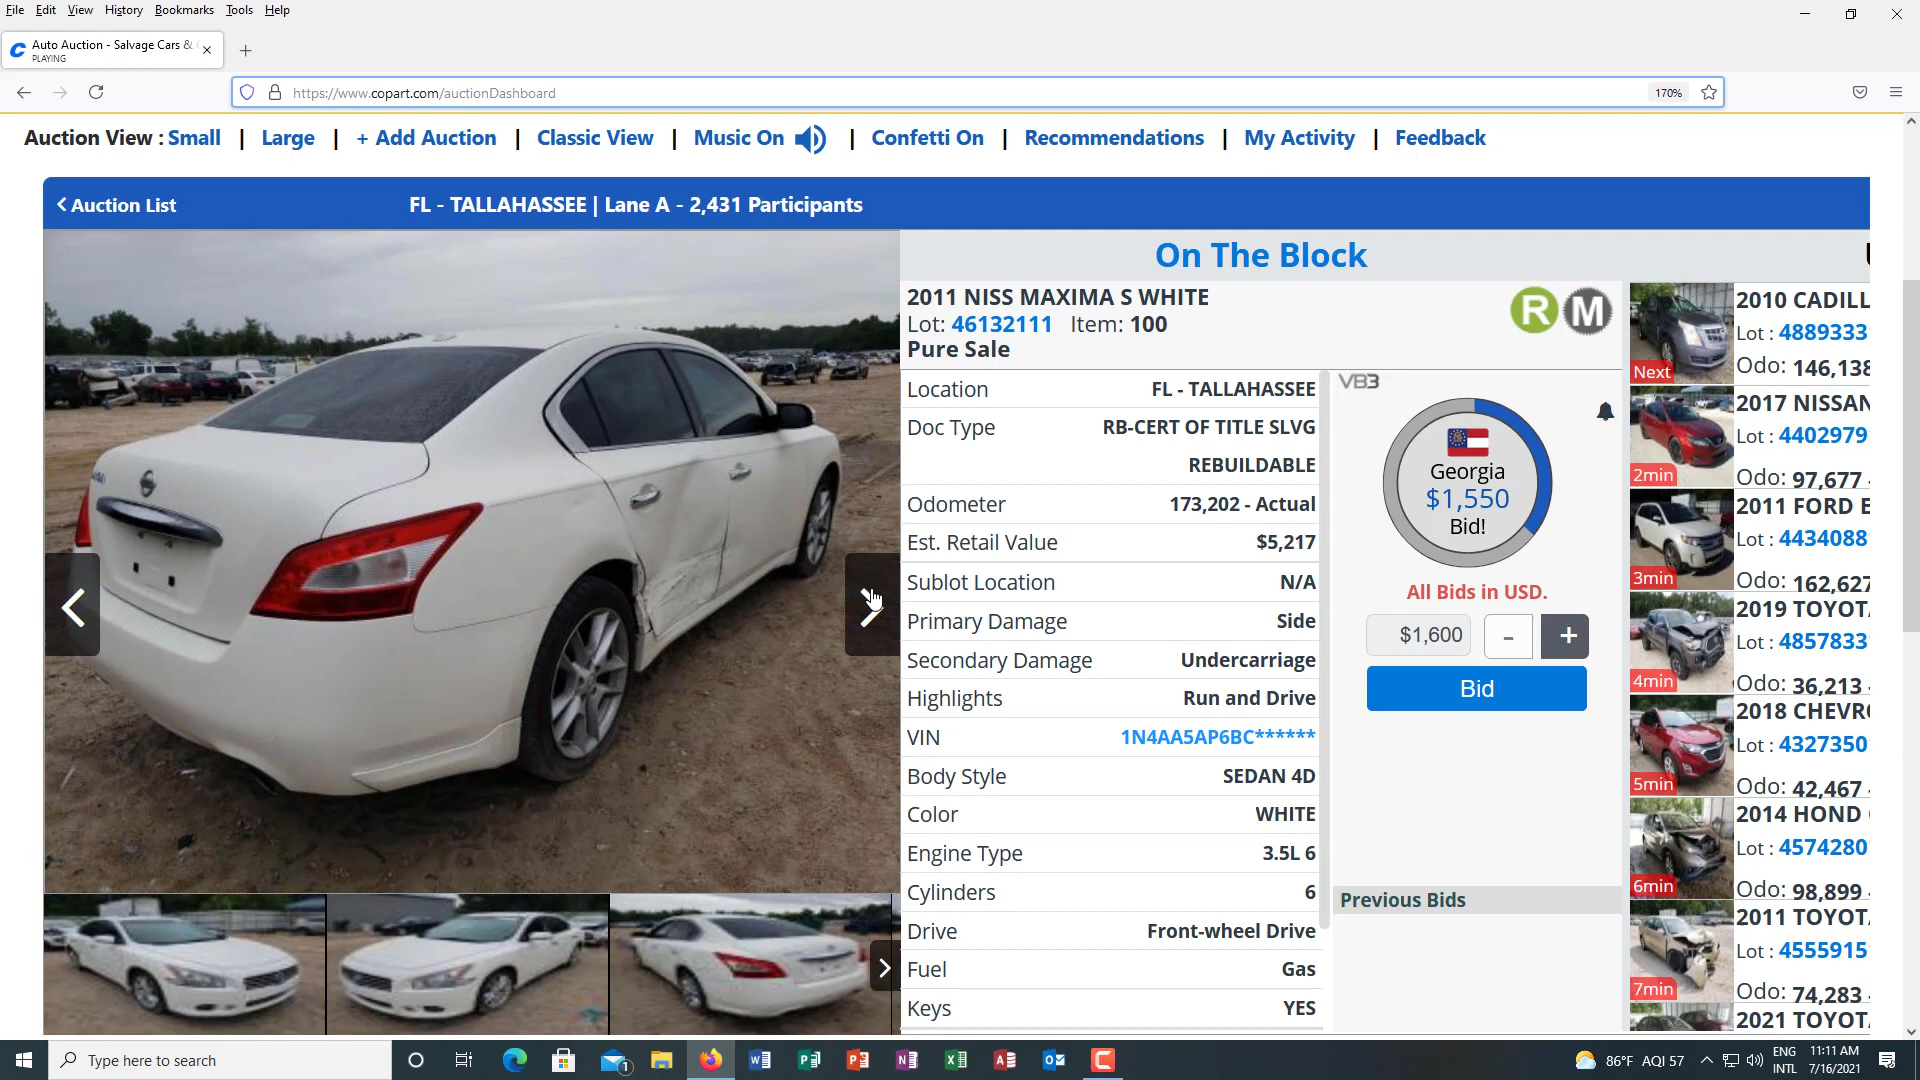 File Edit View History Bookmarks Tools Help
Auto Auction - Salvage Cars &
PLAYING
https://www.copart.com/auctionDashboard
170%
Auction View : Small | Large | + Add Auction | Classic View | Music On | Confetti On | Recommendations | My Activity | Feedback
< Auction List
FL - TALLAHASSEE | Lane A - 2,431 Participants
On The Block
2011 NISS MAXIMA S WHITE
Lot: 46132111 Item: 100
Pure Sale
R M
Location FL - TALLAHASSEE
Doc Type RB-CERT OF TITLE SLVG
REBUILDABLE
Odometer 173,202 - Actual
Est. Retail Value $5,217
Sublot Location N/A
Primary Damage Side
Secondary Damage Undercarriage
Highlights Run and Drive
VIN 1N4AA5AP6BC******
Body Style SEDAN 4D
Color WHITE
Engine Type 3.5L 6
Cylinders 6
Drive Front-wheel Drive
Fuel Gas
Keys YES
VB3
Georgia
$1,550
Bid!
All Bids in USD.
$1,600 - +
Bid
Previous Bids
2010 CADILL
Lot : 4889333
Odo: 146,138
Next
2017 NISSAN
Lot : 4402979
Odo: 97,677
2min
2011 FORD E
Lot : 4434088
Odo: 162,627
3min
2019 TOYOTA
Lot : 4857833
Odo: 36,213
4min
2018 CHEVR
Lot : 4327350
Odo: 42,467
5min
2014 HOND
Lot : 4574280
Odo: 98,899
6min
2011 TOYOTA
Lot : 4555915
Odo: 74,283
7min
2021 TOYOTA
Type here to search
1
86°F AQI 57
ENG
INTL
11:11 AM
7/16/2021